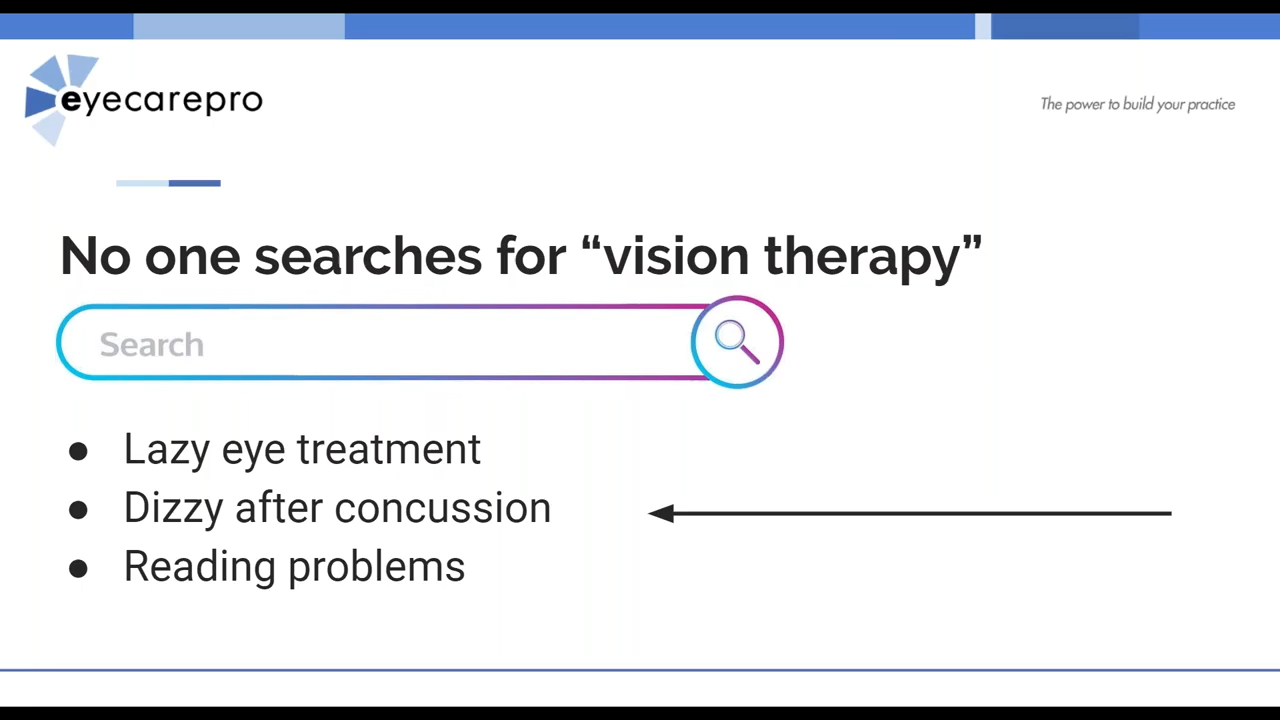 eyecarepro
The power to build your practice
No one searches for “vision therapy”
Search
● Lazy eye treatment
● Dizzy after concussion
● Reading problems